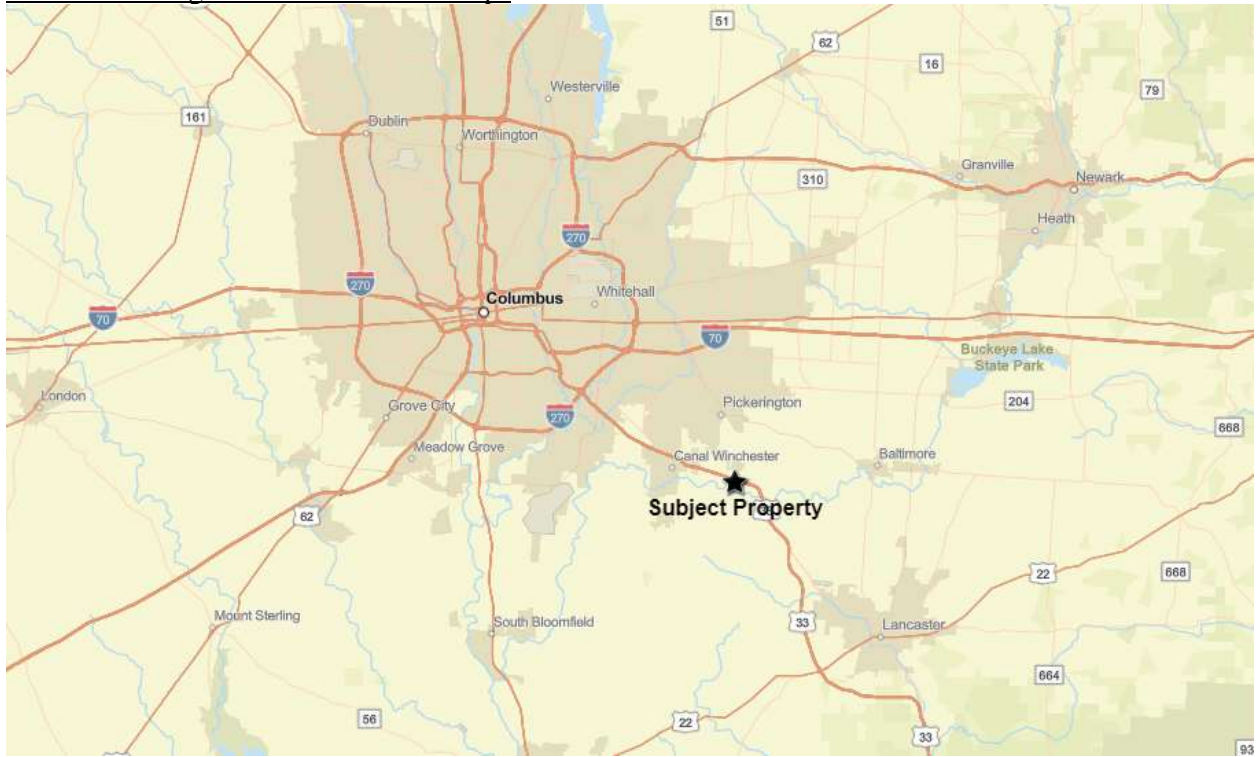 51
62
16
79
Westerville
161
Dublin
Worthington
Granville
310
Newark
Heath
270
270
Whitehall
Columbus
70
70
Buckeye Lake
State Park
London
Grove City
270
Pickerington
204
668
Meadow Grove
Canal Winchester
Baltimore
Subject Property
62
22
668
Mount Sterling
South Bloomfield
33
Lancaster
664
56
22
33
93